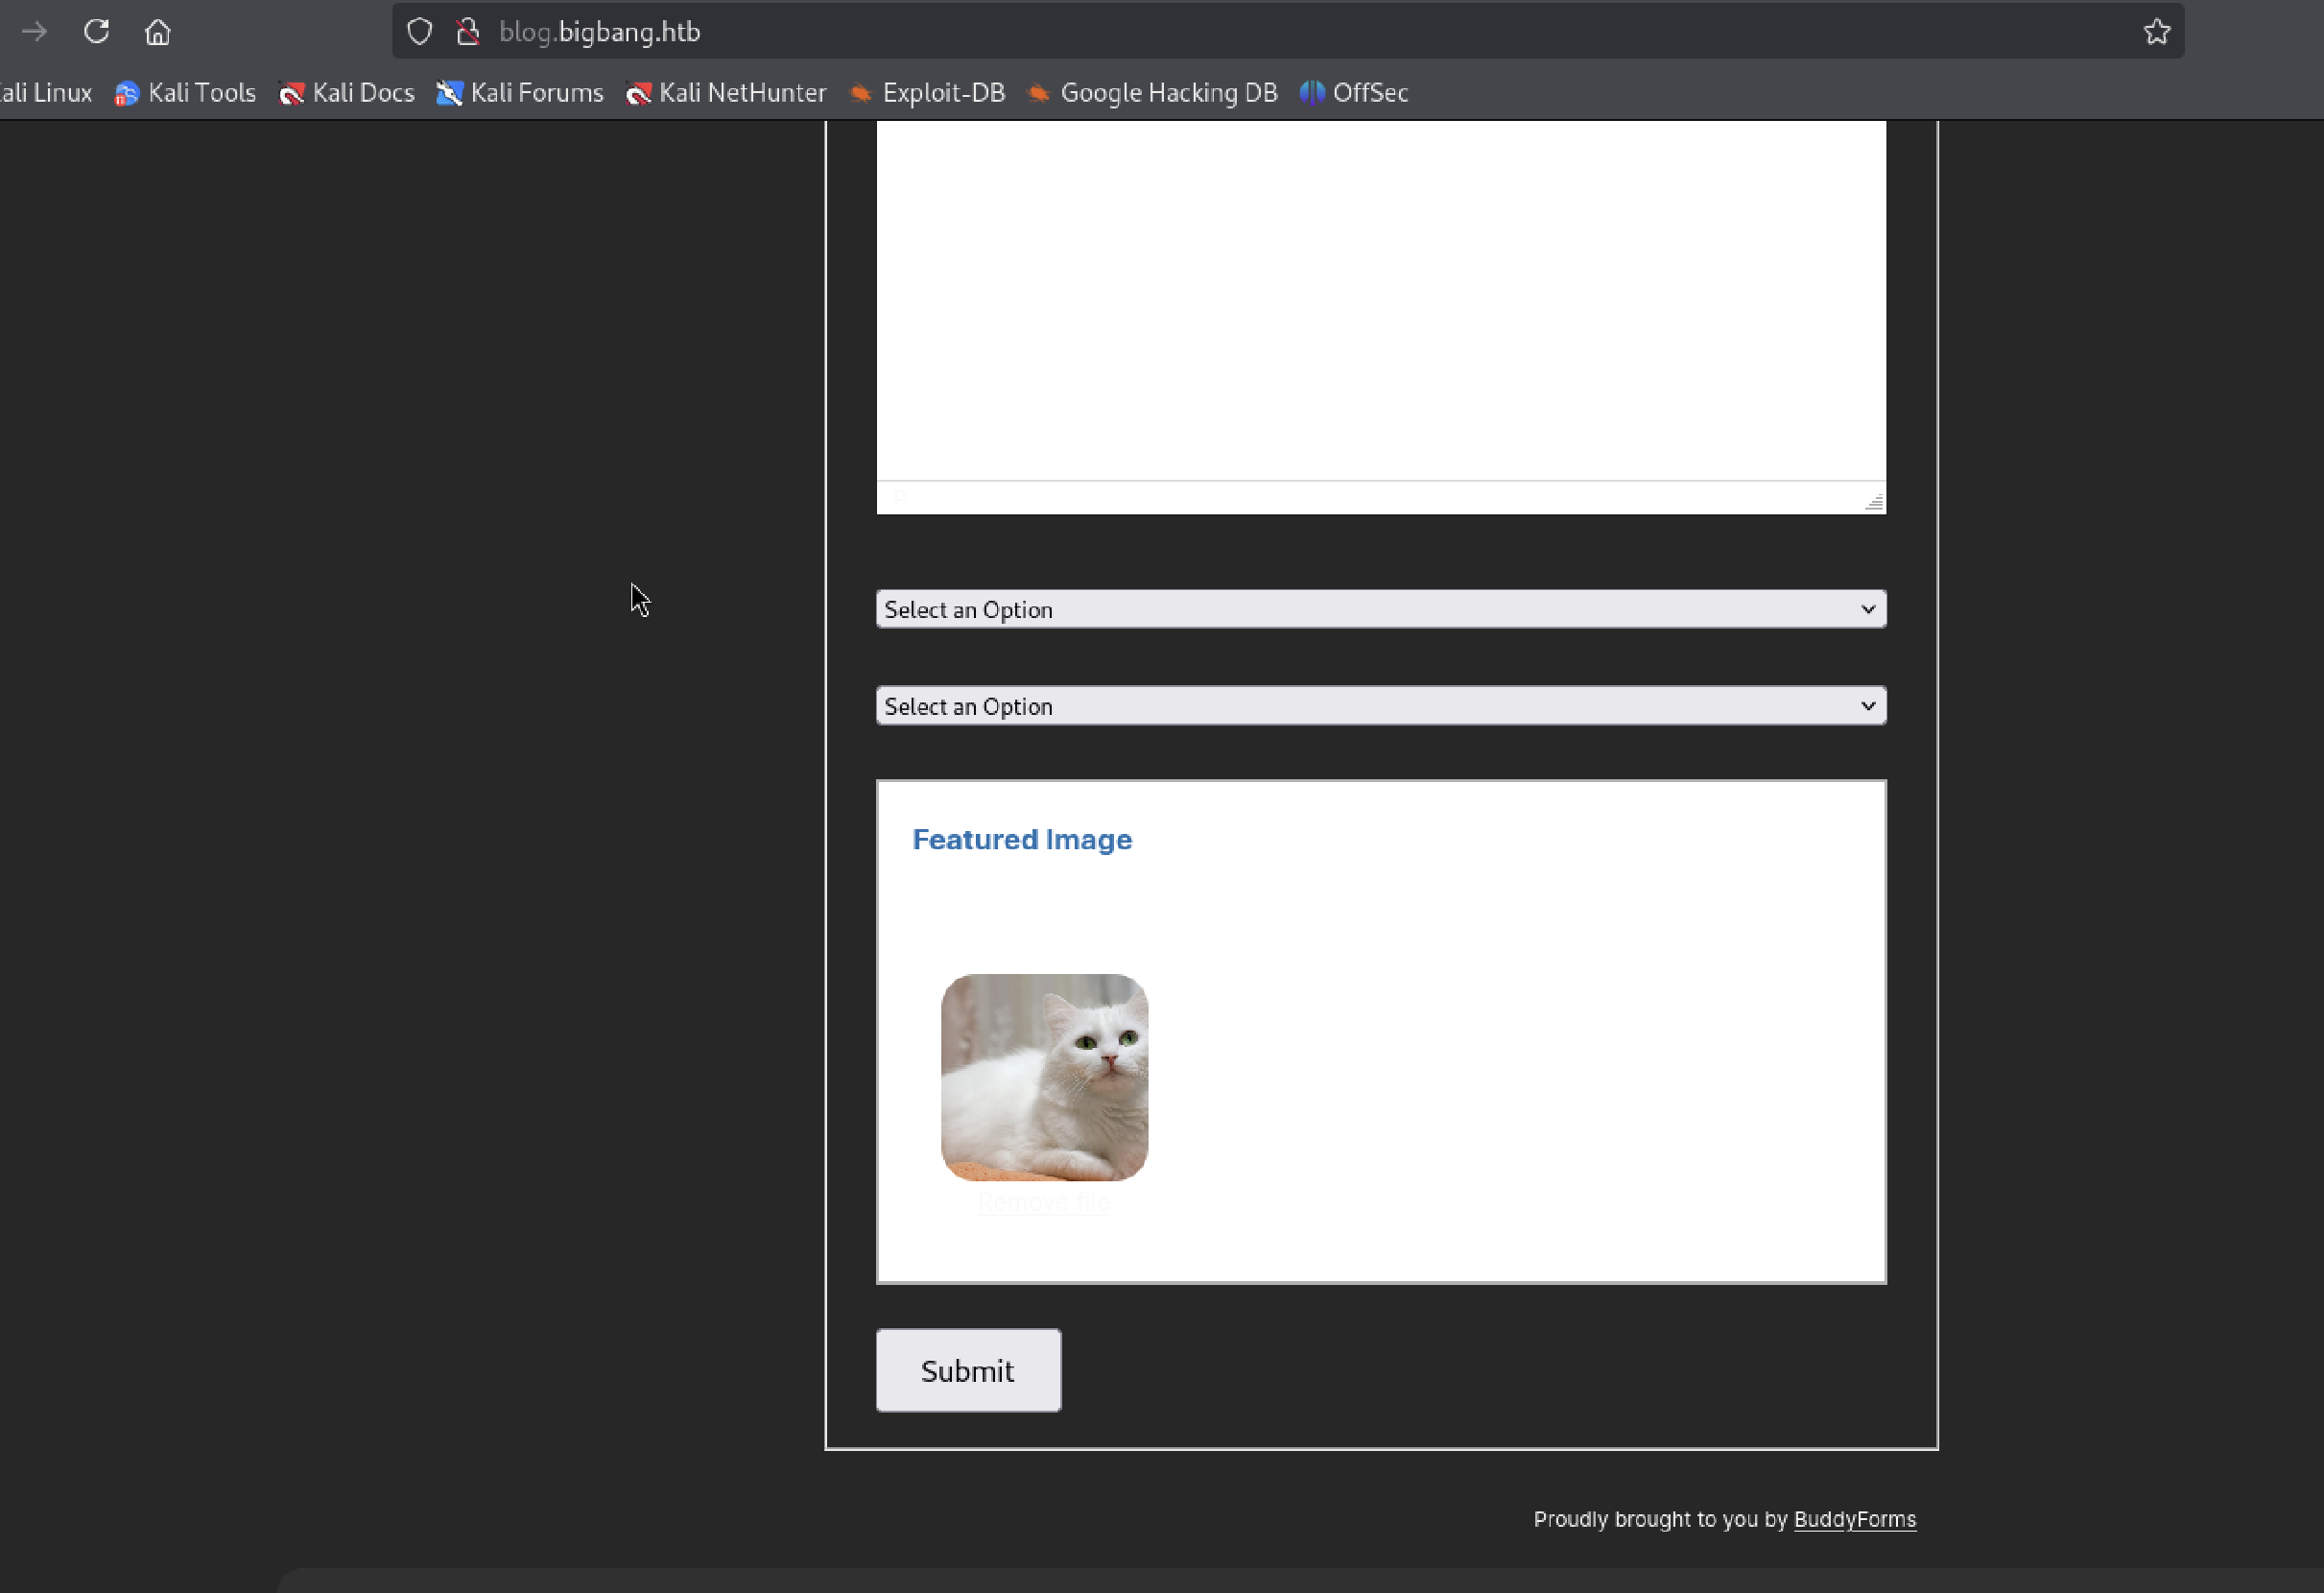 blog.bigbang.htb
ali Linux Kali Tools Kali Docs Kali Forums Kali NetHunter Exploit-DB Google Hacking DB OffSec
P
Select an Option
Select an Option
Featured Image
Remove file
Submit
Proudly brought to you by BuddyForms